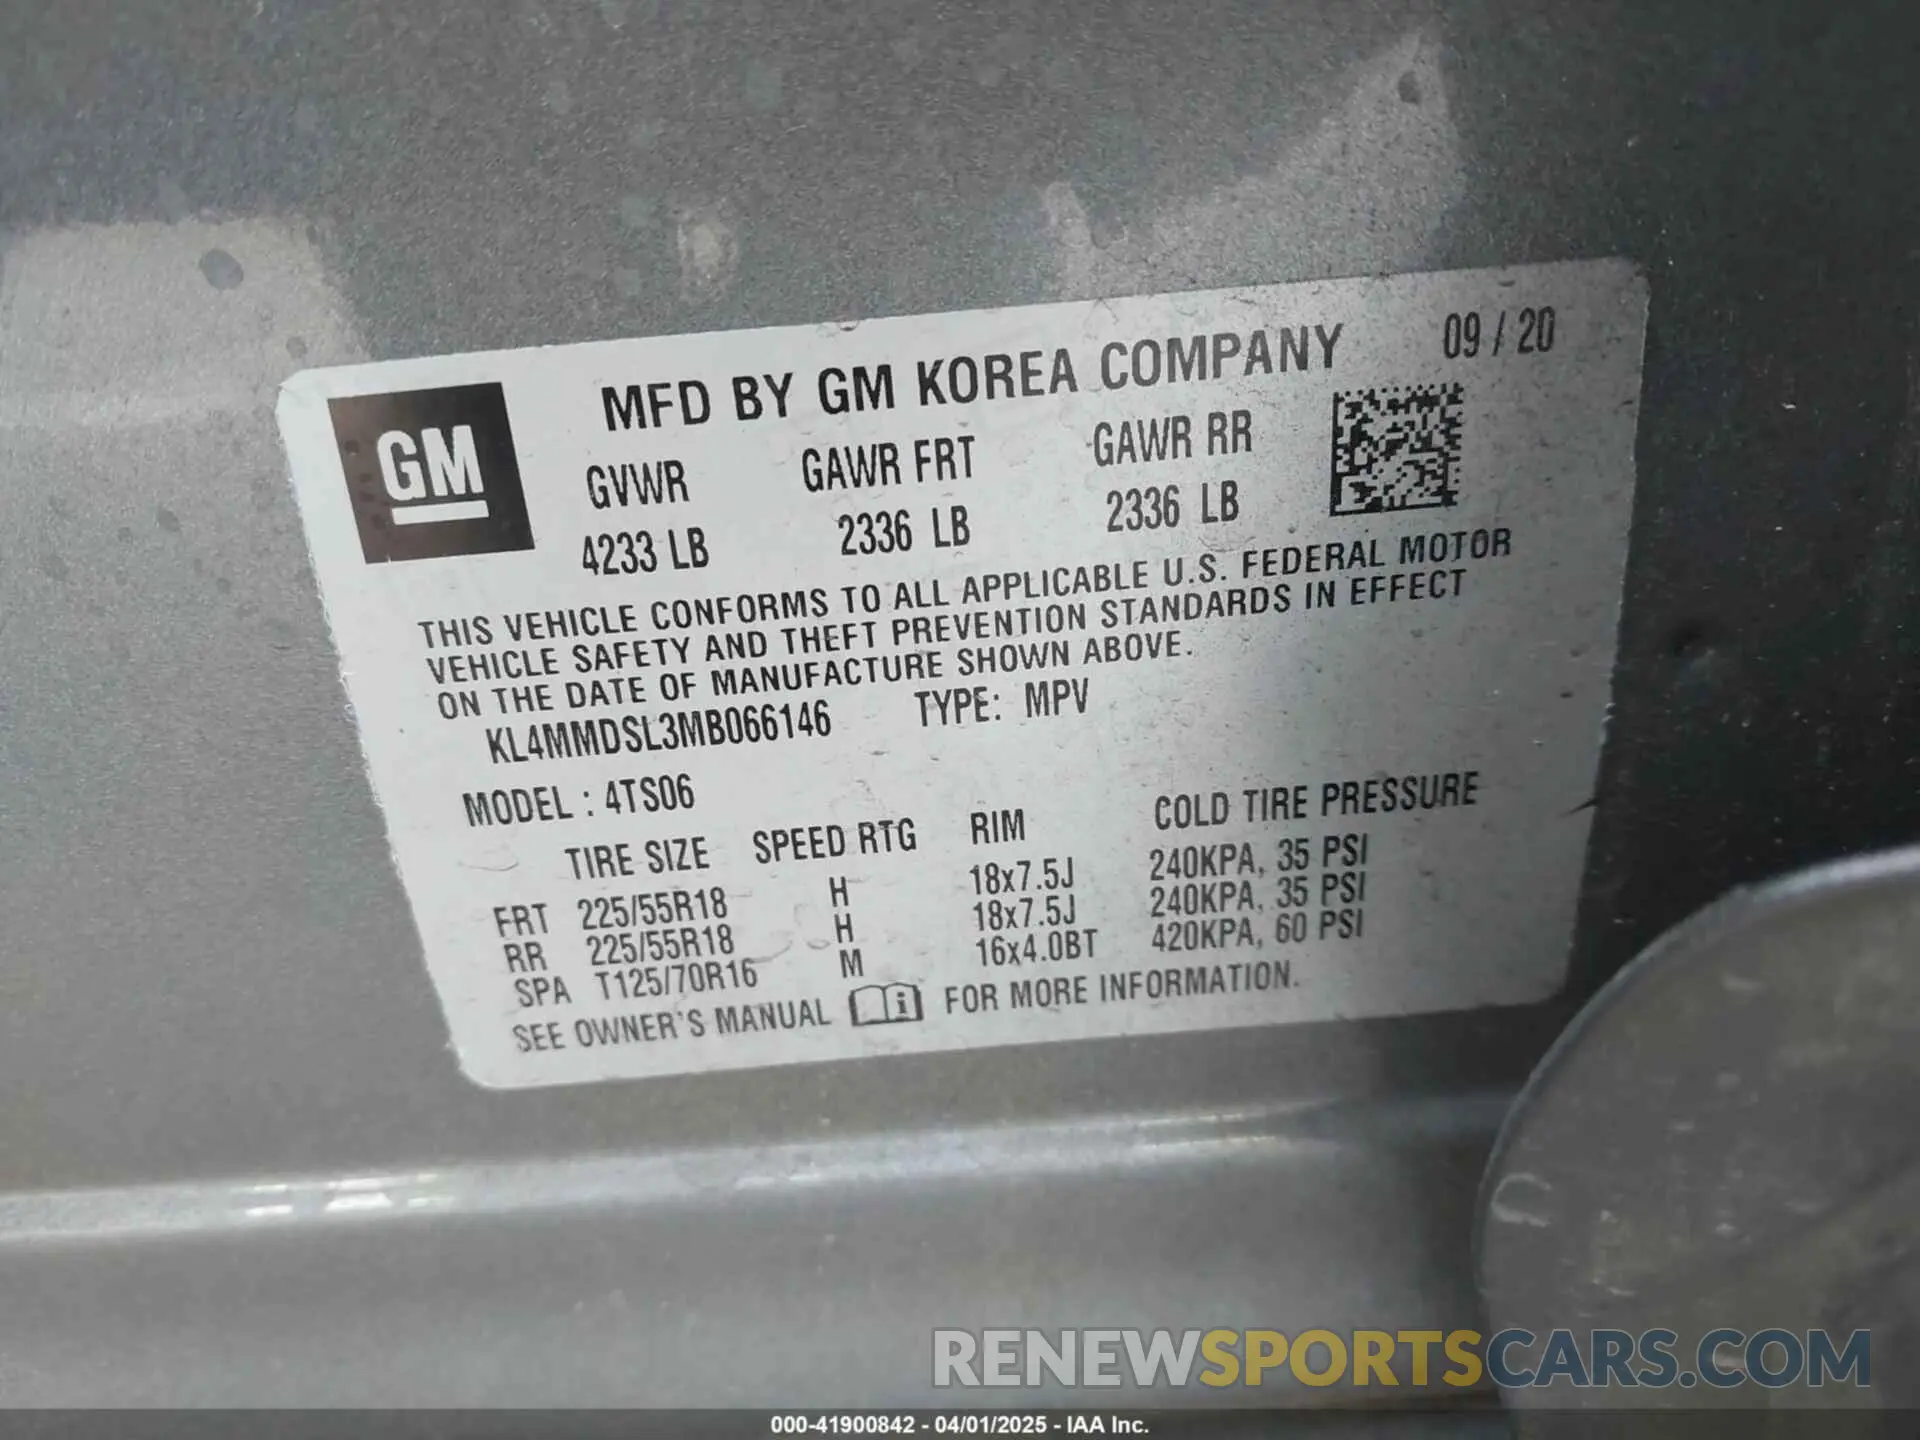 GM
MFD BY GM KOREA COMPANY 09 / 20
GVWR GAWR FRT GAWR RR
4233 LB 2336 LB 2336 LB
THIS VEHICLE CONFORMS TO ALL APPLICABLE U.S. FEDERAL MOTOR
VEHICLE SAFETY AND THEFT PREVENTION STANDARDS IN EFFECT
ON THE DATE OF MANUFACTURE SHOWN ABOVE.
KL4MMDSL3MB066146 TYPE: MPV
MODEL : 4TS06
TIRE SIZE SPEED RTG RIM COLD TIRE PRESSURE
FRT 225/55R18 H 18x7.5J 240KPA, 35 PSI
RR 225/55R18 H 18x7.5J 240KPA, 35 PSI
SPA T125/70R16 M 16x4.0BT 420KPA, 60 PSI
SEE OWNER'S MANUAL i FOR MORE INFORMATION.
RENEWSPORTSCARS.COM
000-41900842 - 04/01/2025 - IAA Inc.